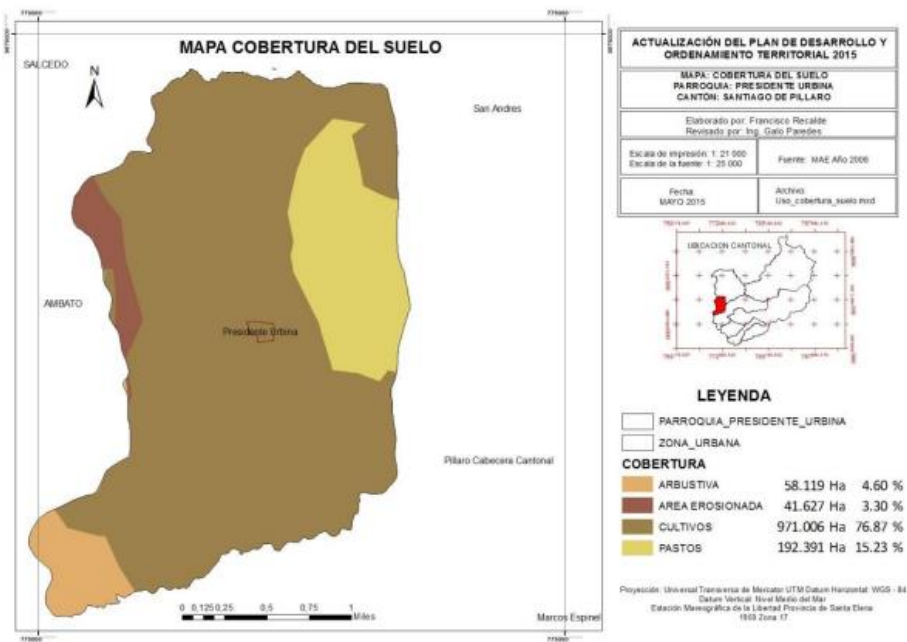 MAPA COBERTURA DEL SUELO
SALCEDO
N
San Andres
AMBATO
Presidente Urbina
Pillaro Cabecera Cantonal
Marcos Espinel
0 0,125 0,25 0,5 0,75 1
Miles
ACTUALIZACIÓN DEL PLAN DE DESARROLLO Y
ORDENAMIENTO TERRITORIAL 2015
MAPA: COBERTURA DEL SUELO
PARROQUIA: PRESIDENTE URBINA
CANTÓN: SANTIAGO DE PILLARO
Elaborado por: Francisco Recalde
Revisado por: Ing. Galo Paredes
Escala de impresión: 1: 21 000
Escala de la fuente: 1: 25 000
Fuente: MAE Año 2006
Fecha:
MAYO 2015
Archivo:
Uso_cobertura_suelo.mxd
UBICACION CANTONAL
LEYENDA
PARROQUIA_PRESIDENTE_URBINA
ZONA_URBANA
COBERTURA
ARBUSTIVA 58.119 Ha 4.60 %
AREA EROSIONADA 41.627 Ha 3.30 %
CULTIVOS 971.006 Ha 76.87 %
PASTOS 192.391 Ha 15.23 %
Proyección: Universal Transversa de Mercator UTM Datum Horizontal: WGS - 84
Datum Vertical: Nivel Medio del Mar
Estación Mareográfica de la Libertad Provincia de Santa Elena
Zona 17